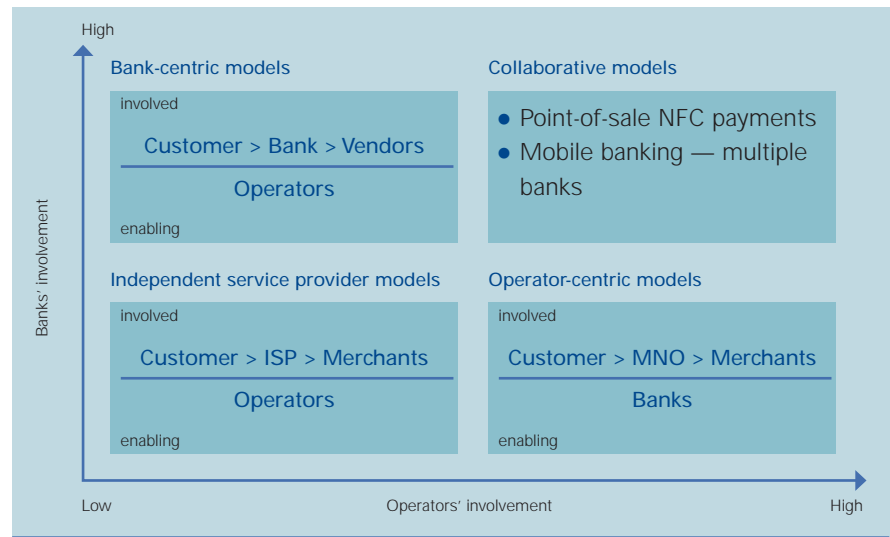 High
Bank-centric models
involved
Customer > Bank > Vendors
Operators
enabling
Collaborative models
● Point-of-sale NFC payments
● Mobile banking — multiple
banks
Banks' involvement
Independent service provider models
involved
Customer > ISP > Merchants
Operators
enabling
Operator-centric models
involved
Customer > MNO > Merchants
Banks
enabling
Low
Operators' involvement
High